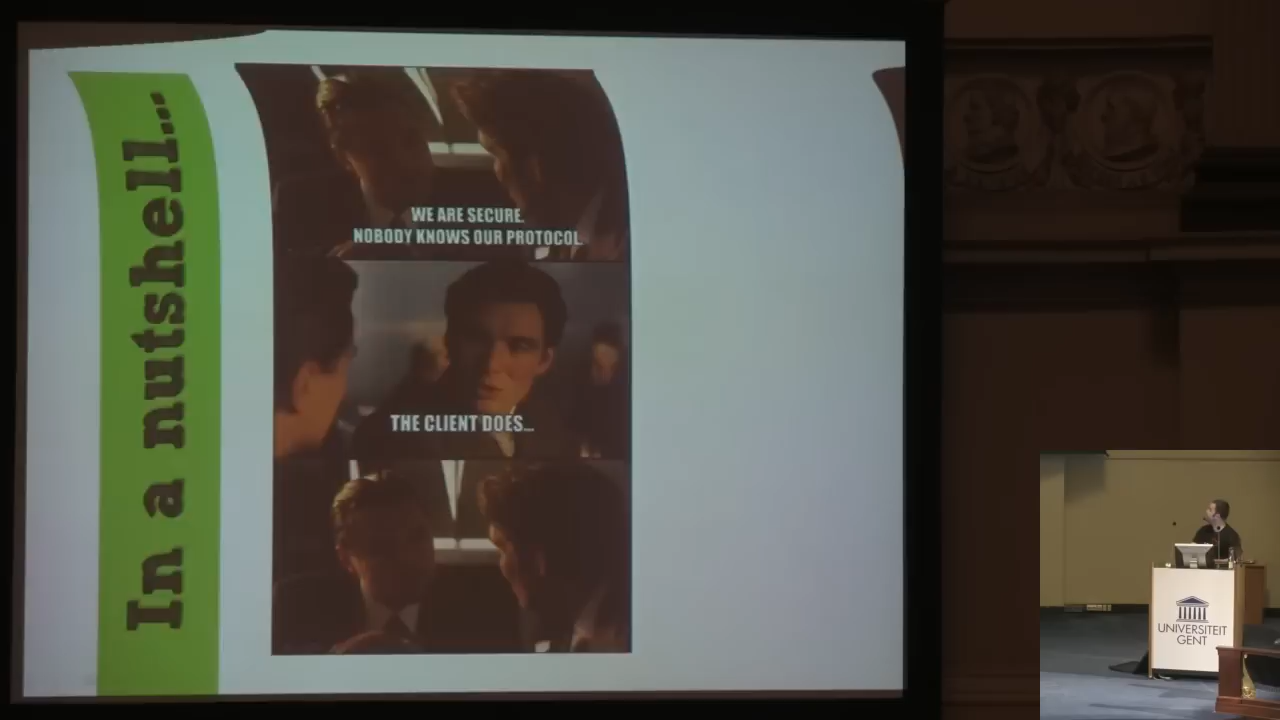 In a nutshell...
WE ARE SECURE.
NOBODY KNOWS OUR PROTOCOL.
THE CLIENT DOES...
UNIVERSITEIT
GENT